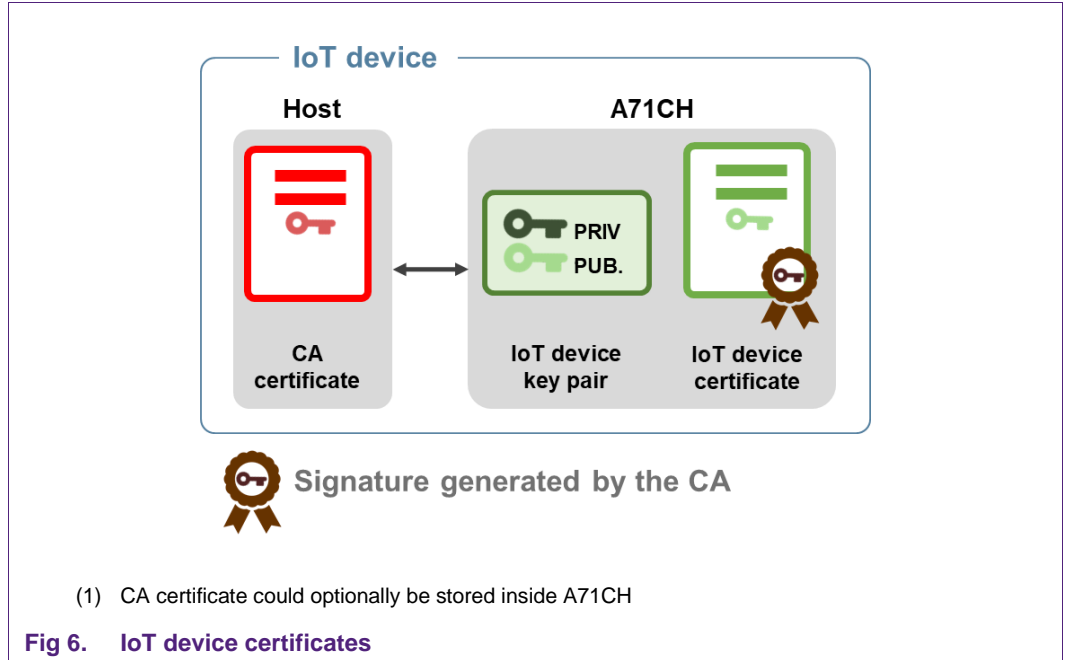 IoT device
Host
A71CH
PRIV
PUB.
CA
certificate
IoT device
key pair
IoT device
certificate
Signature generated by the CA
(1) CA certificate could optionally be stored inside A71CH
Fig 6. IoT device certificates